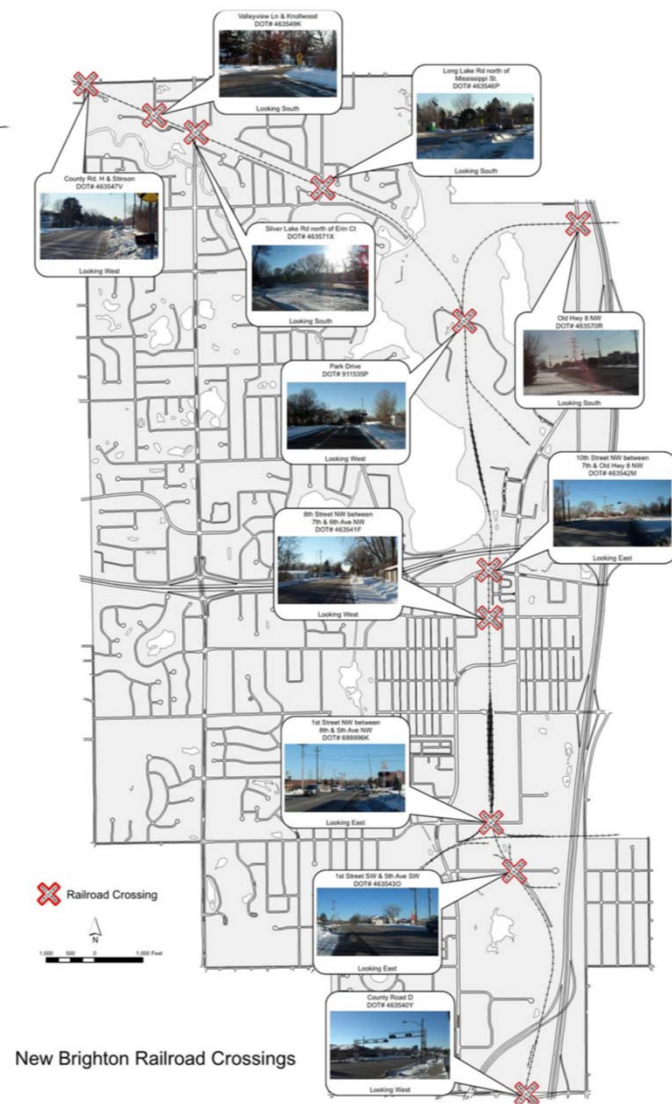 Valleyview Ln & Knollwood
DOT# 463549K
Looking South
Long Lake Rd north of
Mississippi St.
DOT# 463546P
Looking South
County Rd. H & Stinson
DOT# 463547V
Looking West
Silver Lake Rd north of Erin Ct
DOT# 463571X
Looking South
Old Hwy 8 NW
DOT# 463570R
Looking South
Park Drive
DOT# 911535P
Looking West
10th Street NW between
7th & Old Hwy 8 NW
DOT# 463542M
Looking East
8th Street NW between
7th & 6th Ave NW
DOT# 463541F
Looking West
1st Street NW between
8th & 5th Ave NW
DOT# 688996K
Looking East
1st Street SW & 5th Ave SW
DOT# 463543O
Looking East
County Road D
DOT# 463540Y
Looking West
Railroad Crossing
N
1,000 500 0 1,000 Feet
New Brighton Railroad Crossings